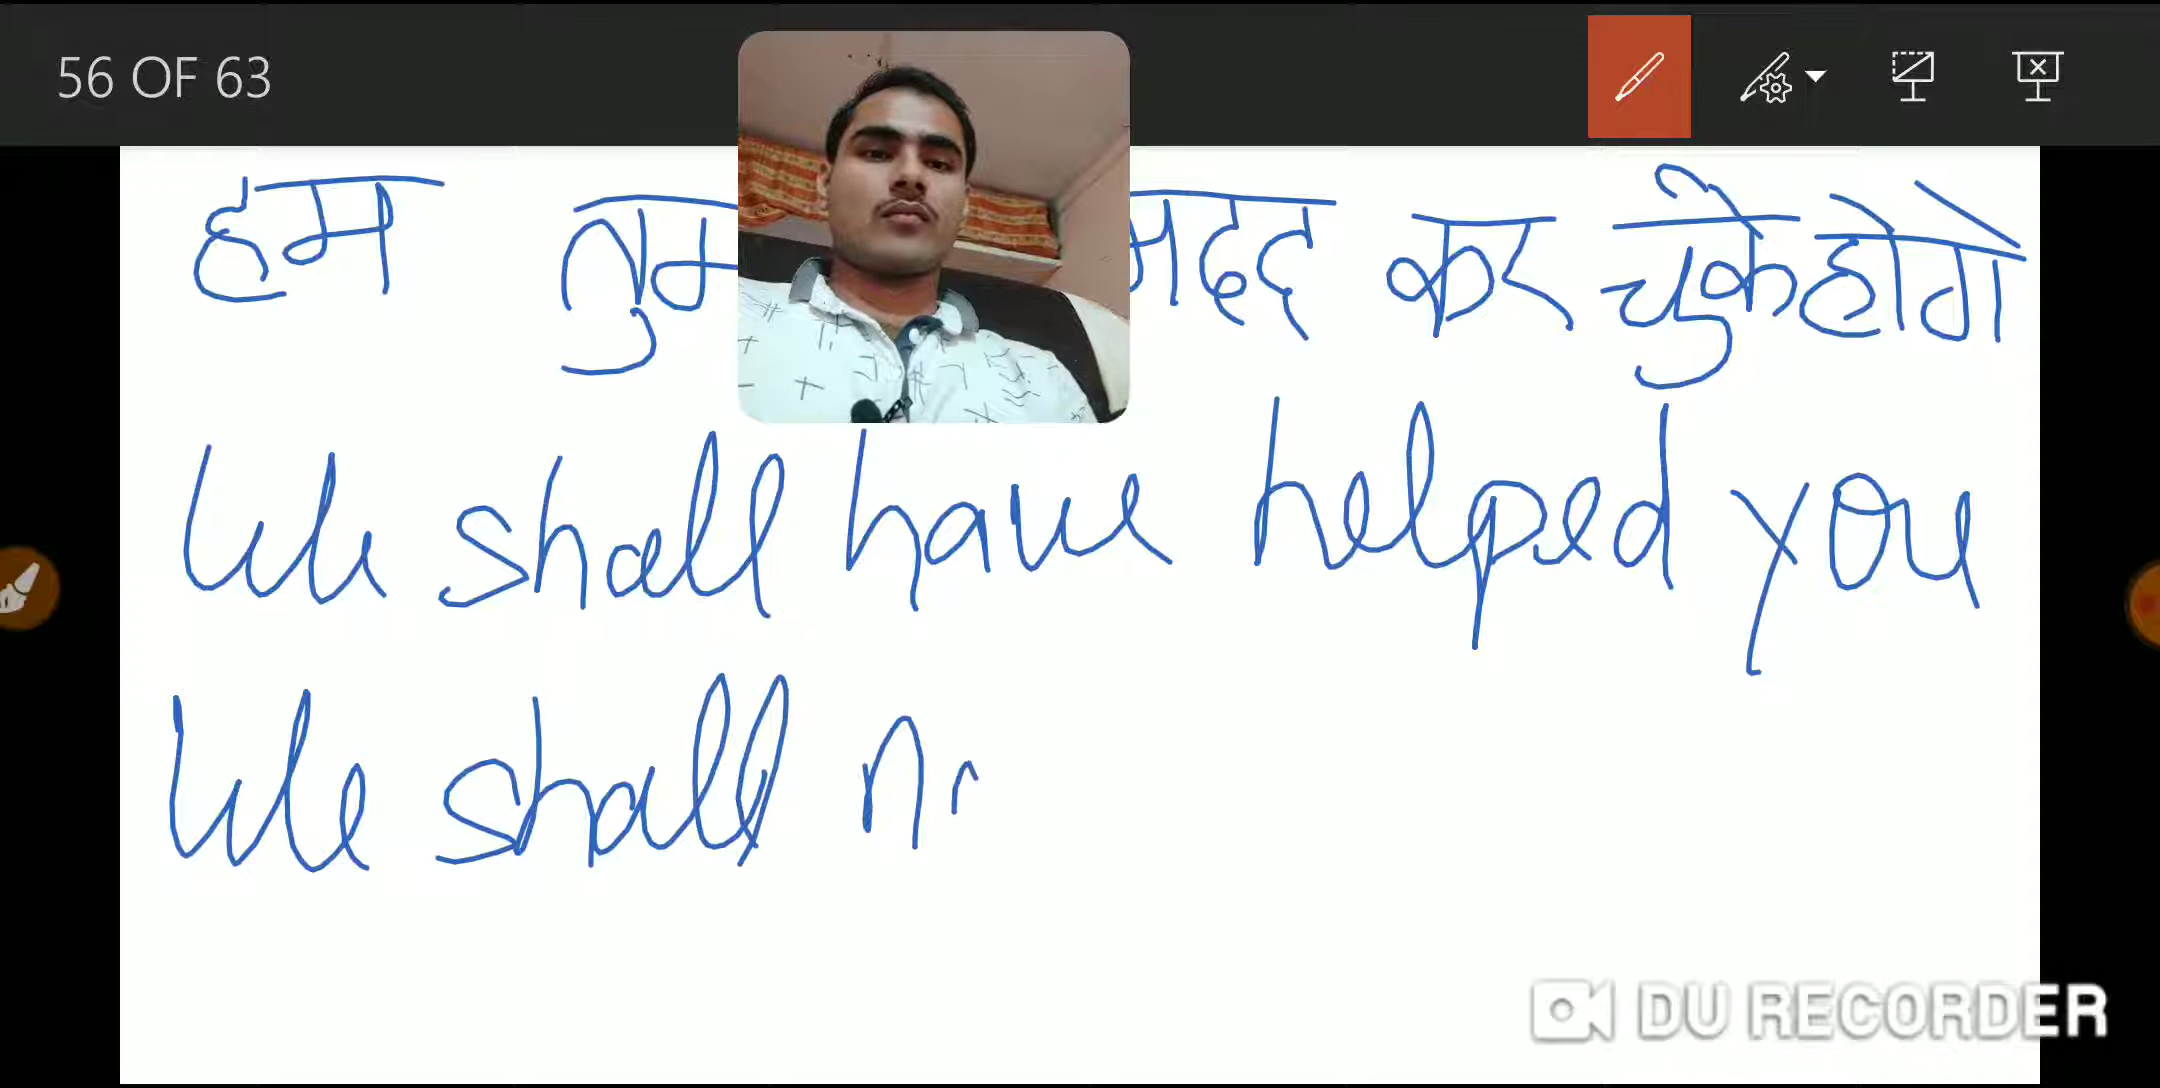 56 OF 63
हम तुम मदद कर चुके होगे
We shall have helped you
We shall n
DU RECORDER